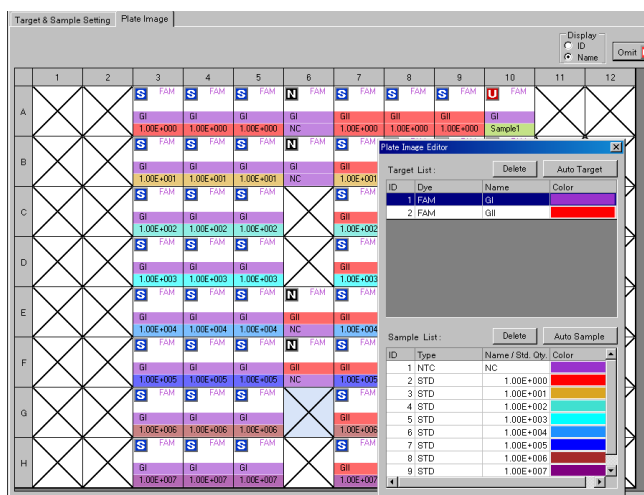 Target & Sample Setting Plate Image
Display
ID
Name
Omit
1 2 3 4 5 6 7 8 9 10 11 12
A S FAM S FAM S FAM N FAM S FAM S FAM S FAM U FAM
GI GI GI GI GII GII GII GI
1.00E+000 1.00E+000 1.00E+000 NC 1.00E+000 1.00E+000 1.00E+000 Sample1
B S FAM S FAM S FAM N FAM S
GI GI GI GI GII
1.00E+001 1.00E+001 1.00E+001 NC 1.00E+001
C S FAM S FAM S FAM S
GI GI GI GII
1.00E+002 1.00E+002 1.00E+002 1.00E+002
D S FAM S FAM S FAM S
GI GI GI GII
1.00E+003 1.00E+003 1.00E+003 1.00E+003
E S FAM S FAM S FAM N FAM S
GI GI GI GII GII
1.00E+004 1.00E+004 1.00E+004 NC 1.00E+004
F S FAM S FAM S FAM N FAM S
GI GI GI GII GII
1.00E+005 1.00E+005 1.00E+005 NC 1.00E+005
G S FAM S FAM S FAM S
GI GI GI GII
1.00E+006 1.00E+006 1.00E+006 1.00E+006
H S FAM S FAM S FAM S
GI GI GI GII
1.00E+007 1.00E+007 1.00E+007 1.00E+007
Plate Image Editor
Target List: Delete Auto Target
ID Dye Name Color
1 FAM GI
2 FAM GII
Sample List: Delete Auto Sample
ID Type Name / Std. Qty. Color
1 NTC NC
2 STD 1.00E+000
3 STD 1.00E+001
4 STD 1.00E+002
5 STD 1.00E+003
6 STD 1.00E+004
7 STD 1.00E+005
8 STD 1.00E+006
9 STD 1.00E+007